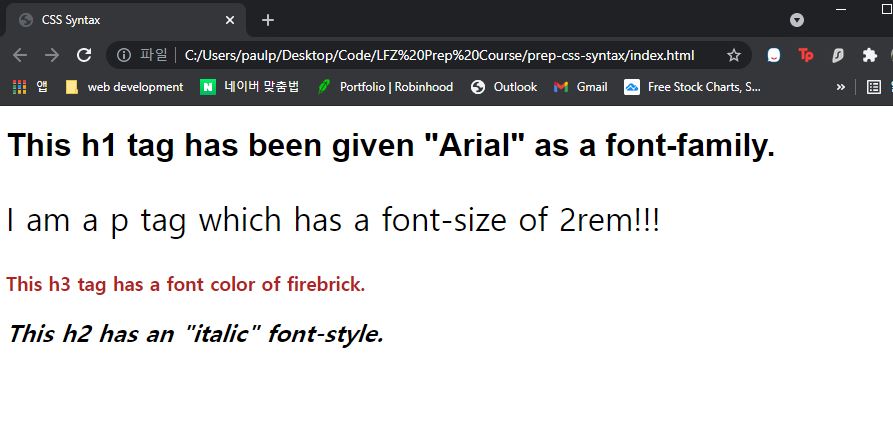 CSS Syntax
파일 C:/Users/paulp/Desktop/Code/LFZ%20Prep%20Course/prep-css-syntax/index.html
Tp
앱 web development N 네이버 맞춤법 Portfolio | Robinhood Outlook Gmail Free Stock Charts, S... » 읽
This h1 tag has been given "Arial" as a font-family.
I am a p tag which has a font-size of 2rem!!!
This h3 tag has a font color of firebrick.
This h2 has an "italic" font-style.